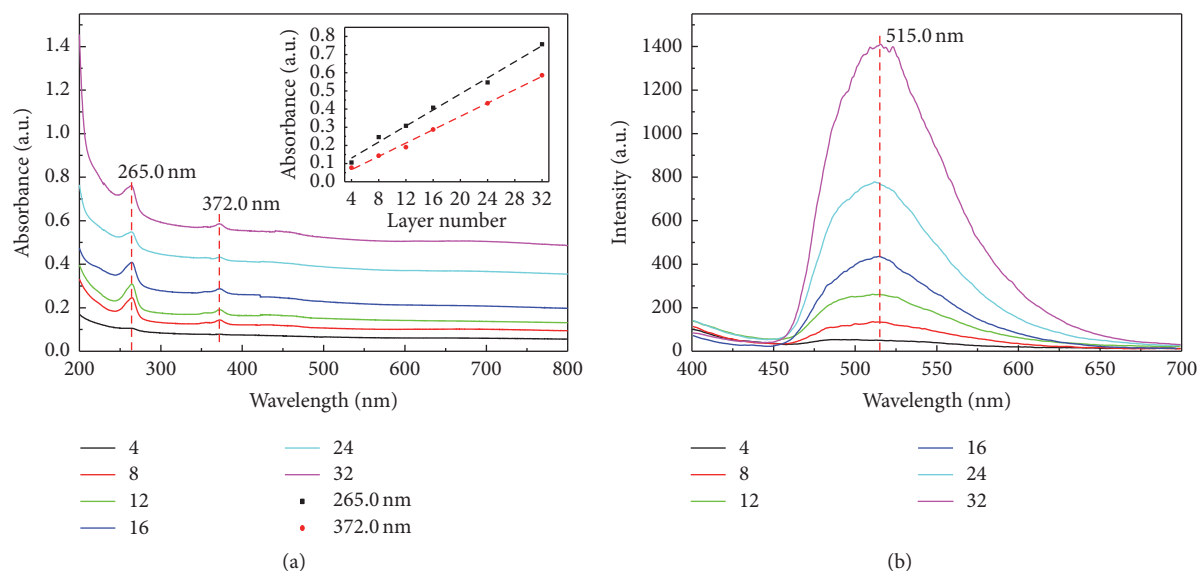 1.4
1.2
1.0
0.8
0.6
0.4
0.2
0.0
Absorbance (a.u.)
200 300 400 500 600 700 800
Wavelength (nm)
265.0 nm
372.0 nm
0.8
0.7
0.6
0.5
0.4
0.3
0.2
0.1
0.0
Absorbance (a.u.)
4 8 12 16 20 24 28 32
Layer number
4
8
12
16
24
32
265.0 nm
372.0 nm
(a)
1400
1200
1000
800
600
400
200
0
Intensity (a.u.)
515.0 nm
400 450 500 550 600 650 700
Wavelength (nm)
4
8
12
16
24
32
(b)